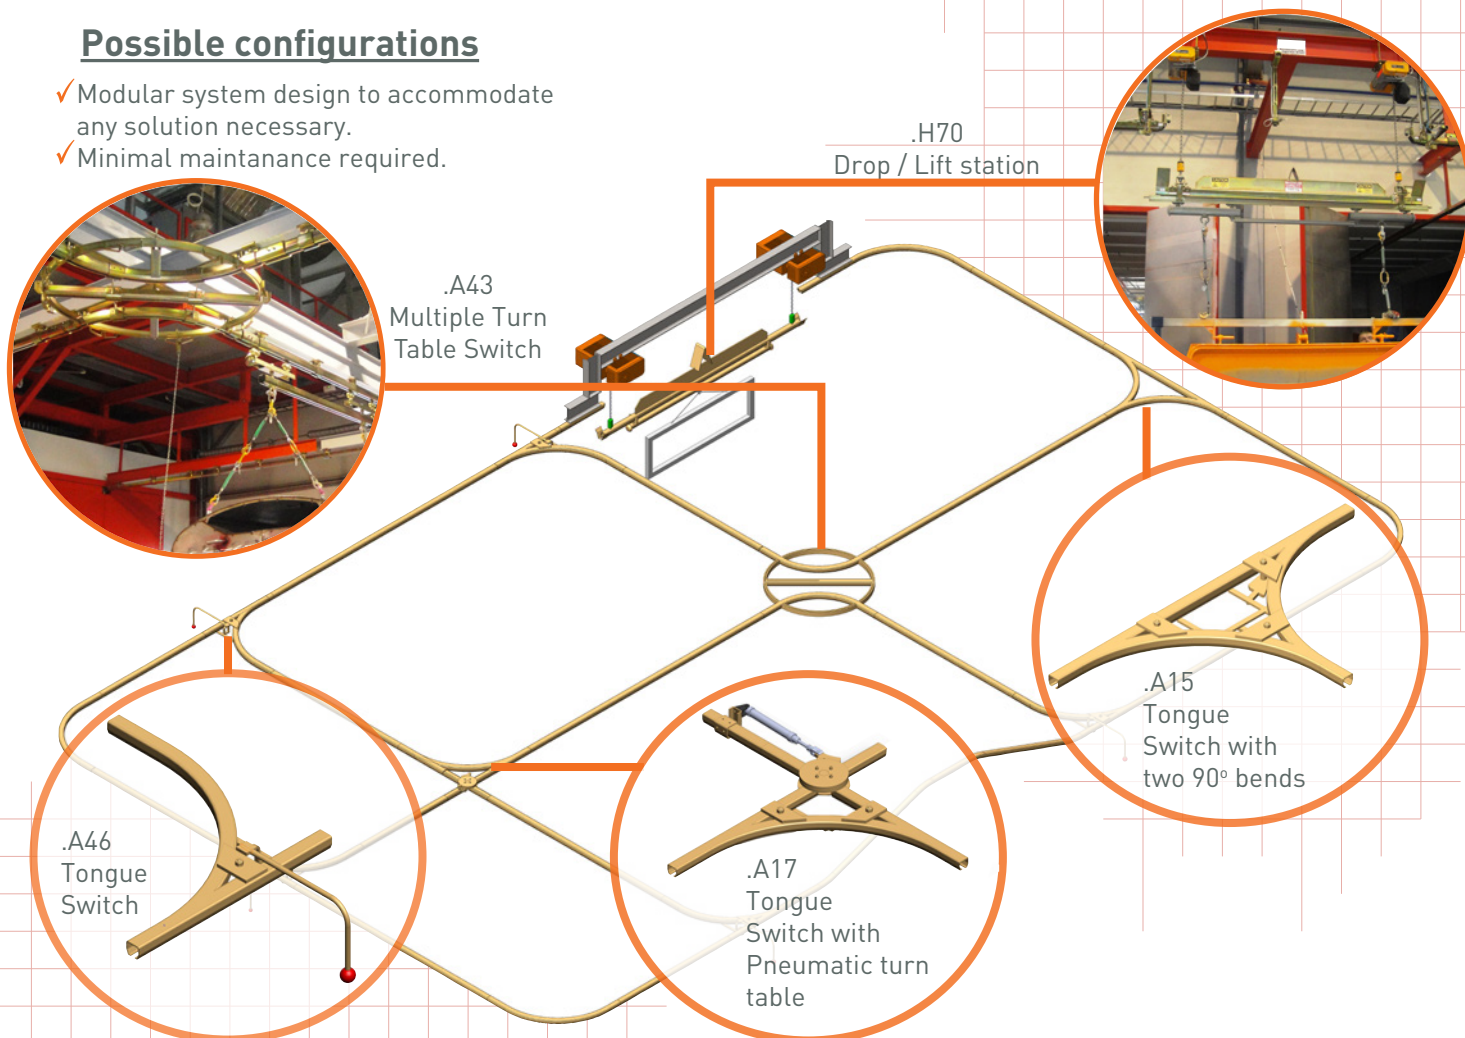 Possible configurations
✓ Modular system design to accommodate
any solution necessary.
✓ Minimal maintanance required.
.H70
Drop / Lift station
.A43
Multiple Turn
Table Switch
.A15
Tongue
Switch with
two 90° bends
.A46
Tongue
Switch
.A17
Tongue
Switch with
Pneumatic turn
table